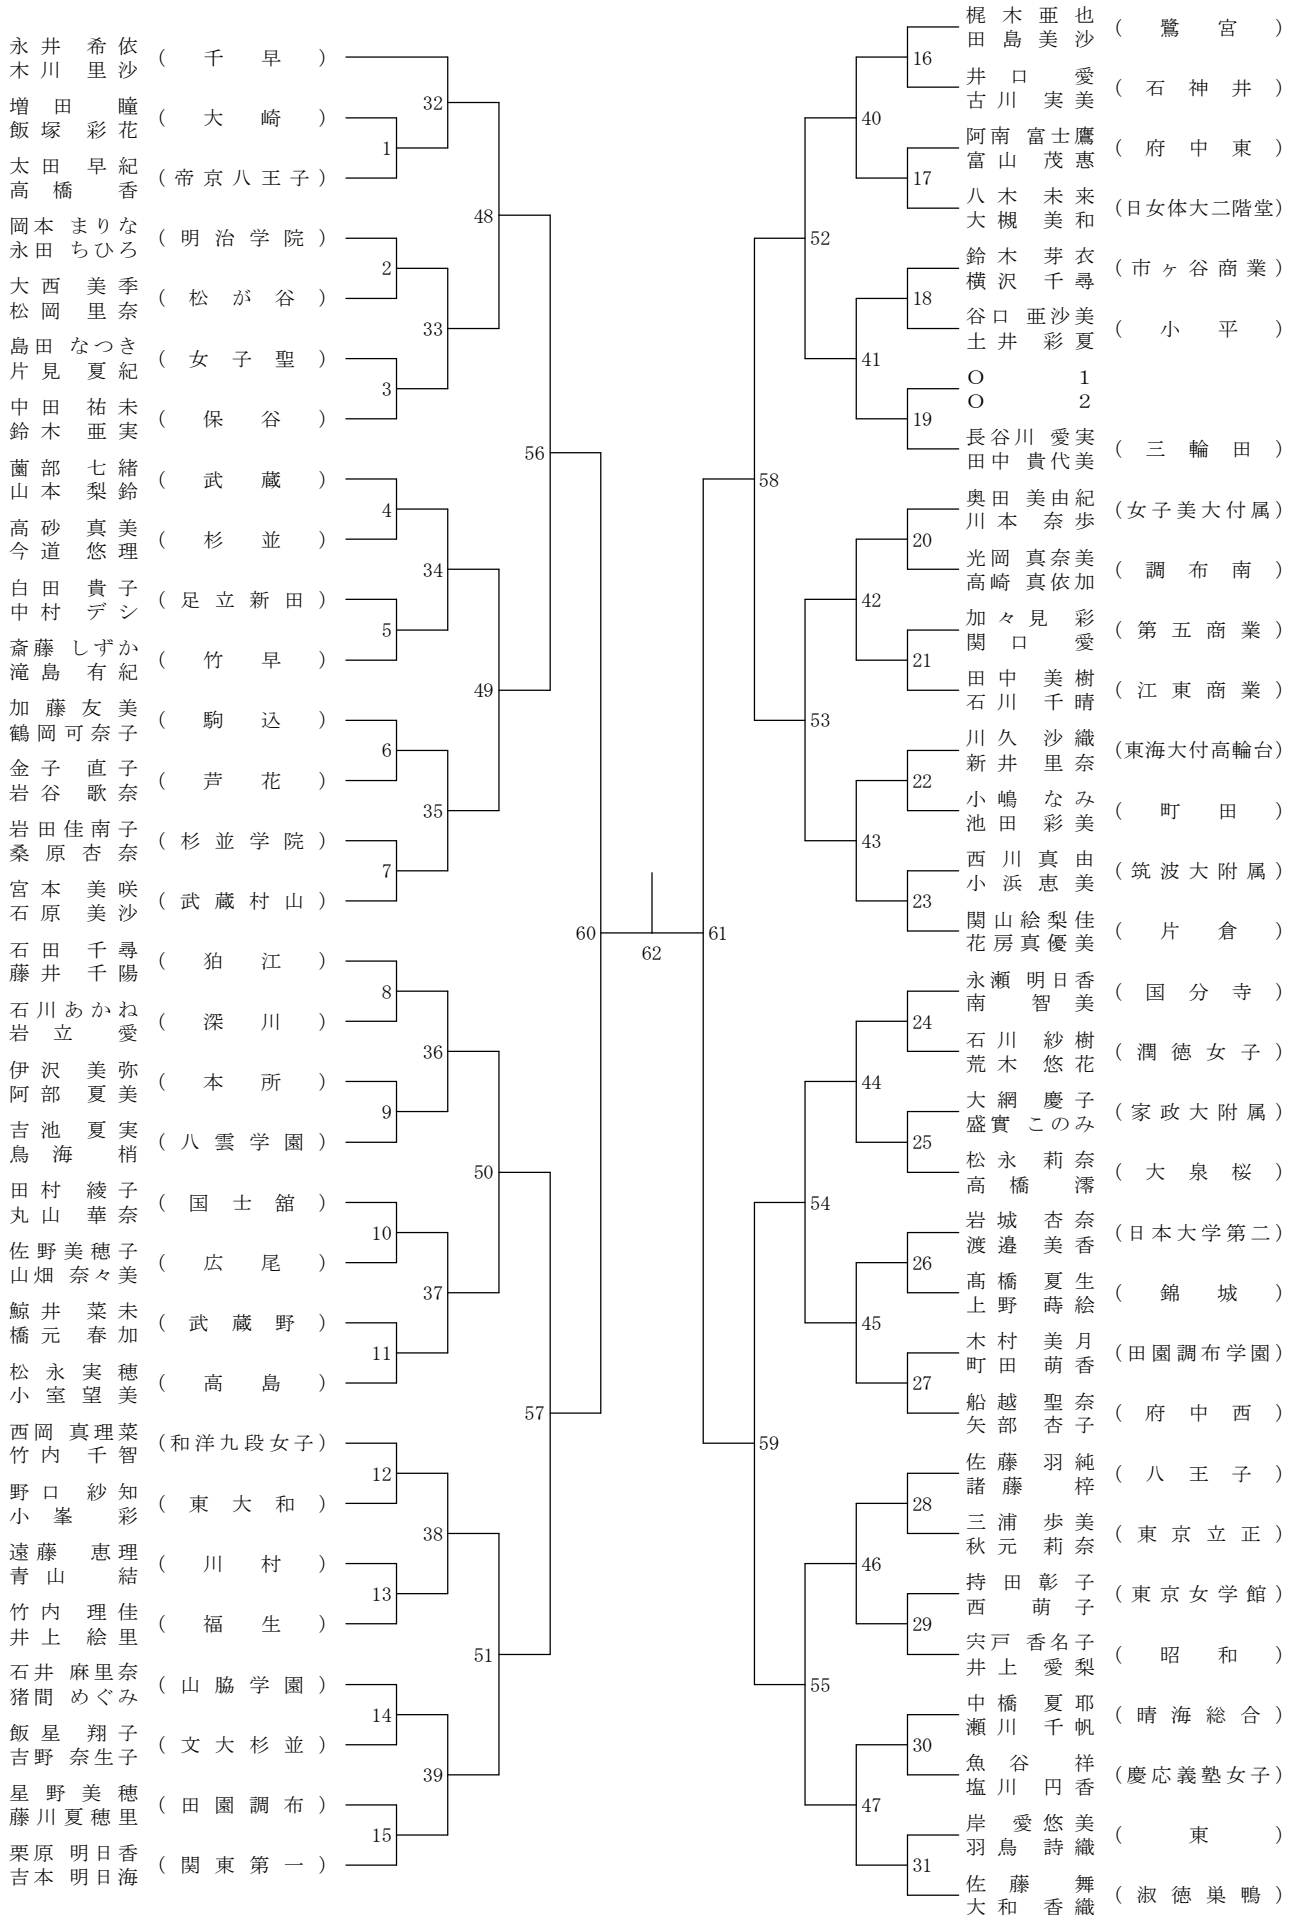 永井 希依
木川 里沙 (千早)
増田 瞳
飯塚 彩花 (大崎)
太田 早紀
高橋 香 (帝京八王子)
岡本 まりな
永田 ちひろ (明治学院)
大西 美季
松岡 里奈 (松が谷)
島田 なつき
片見 夏紀 (女子聖)
中田 祐未
鈴木 亜実 (保谷)
薗部 七緒
山本 梨鈴 (武蔵)
高砂 真美
今道 悠理 (杉並)
白田 貴子
中村 デシ (足立新田)
斎藤 しずか
滝島 有紀 (竹早)
加藤友美
鶴岡可奈子 (駒込)
金子 直子
岩谷 歌奈 (芦花)
岩田佳南子
桑原杏奈 (杉並学院)
宮本 美咲
石原 美沙 (武蔵村山)
石田 千尋
藤井 千陽 (狛江)
石川あかね
岩立 愛 (深川)
伊沢 美弥
阿部 夏美 (本所)
吉池 夏実
鳥海 梢 (八雲学園)
田村 綾子
丸山 華奈 (国士舘)
佐野美穂子
山畑 奈々美 (広尾)
鯨井 菜未
橋元 春加 (武蔵野)
松永実穂
小室望美 (高島)
西岡 真理菜
竹内 千智 (和洋九段女子)
野口 紗知
小峯 彩 (東大和)
遠藤 恵理
青山 結 (川村)
竹内 理佳
井上 絵里 (福生)
石井 麻里奈
猪間 めぐみ (山脇学園)
飯星 翔子
吉野 奈生子 (文大杉並)
星野美穂
藤川夏穂里 (田園調布)
栗原 明日香
吉本 明日海 (関東第一)
1
2
3
4
5
6
7
8
9
10
11
12
13
14
15
32
33
34
35
36
37
38
39
48
49
50
51
56
57
60
62
61
58
59
52
53
54
55
40
41
42
43
44
45
46
47
16
17
18
19
20
21
22
23
24
25
26
27
28
29
30
31
梶木亜也
田島美沙 (鷺宮)
井口 愛
古川 実美 (石神井)
阿南 富士鷹
富山 茂恵 (府中東)
八木 未来
大槻 美和 (日女体大二階堂)
鈴木 芽衣
横沢 千尋 (市ヶ谷商業)
谷口 亜沙美
土井 彩夏 (小平)
O 1
O 2
長谷川 愛実
田中 貴代美 (三輪田)
奥田 美由紀
川本 奈歩 (女子美大付属)
光岡 真奈美
高崎 真依加 (調布南)
加々見 彩
関口 愛 (第五商業)
田中 美樹
石川 千晴 (江東商業)
川久 沙織
新井 里奈 (東海大付高輪台)
小嶋 なみ
池田 彩美 (町田)
西川真由
小浜恵美 (筑波大附属)
関山絵梨佳
花房真優美 (片倉)
永瀬 明日香
南 智美 (国分寺)
石川 紗樹
荒木 悠花 (潤徳女子)
大網 慶子
盛實 このみ (家政大附属)
松永 莉奈
高橋 澪 (大泉桜)
岩城 杏奈
渡邉 美香 (日本大学第二)
髙橋 夏生
上野 蒔絵 (錦城)
木村 美月
町田 萌香 (田園調布学園)
船越 聖奈
矢部 杏子 (府中西)
佐藤 羽純
諸藤 梓 (八王子)
三浦 歩美
秋元 莉奈 (東京立正)
持田彰子
西 萌子 (東京女学館)
宍戸 香名子
井上 愛梨 (昭和)
中橋 夏耶
瀬川 千帆 (晴海総合)
魚谷 祥
塩川 円香 (慶応義塾女子)
岸 愛悠美
羽鳥 詩織 (東)
佐藤 舞
大和 香織 (淑徳巣鴨)